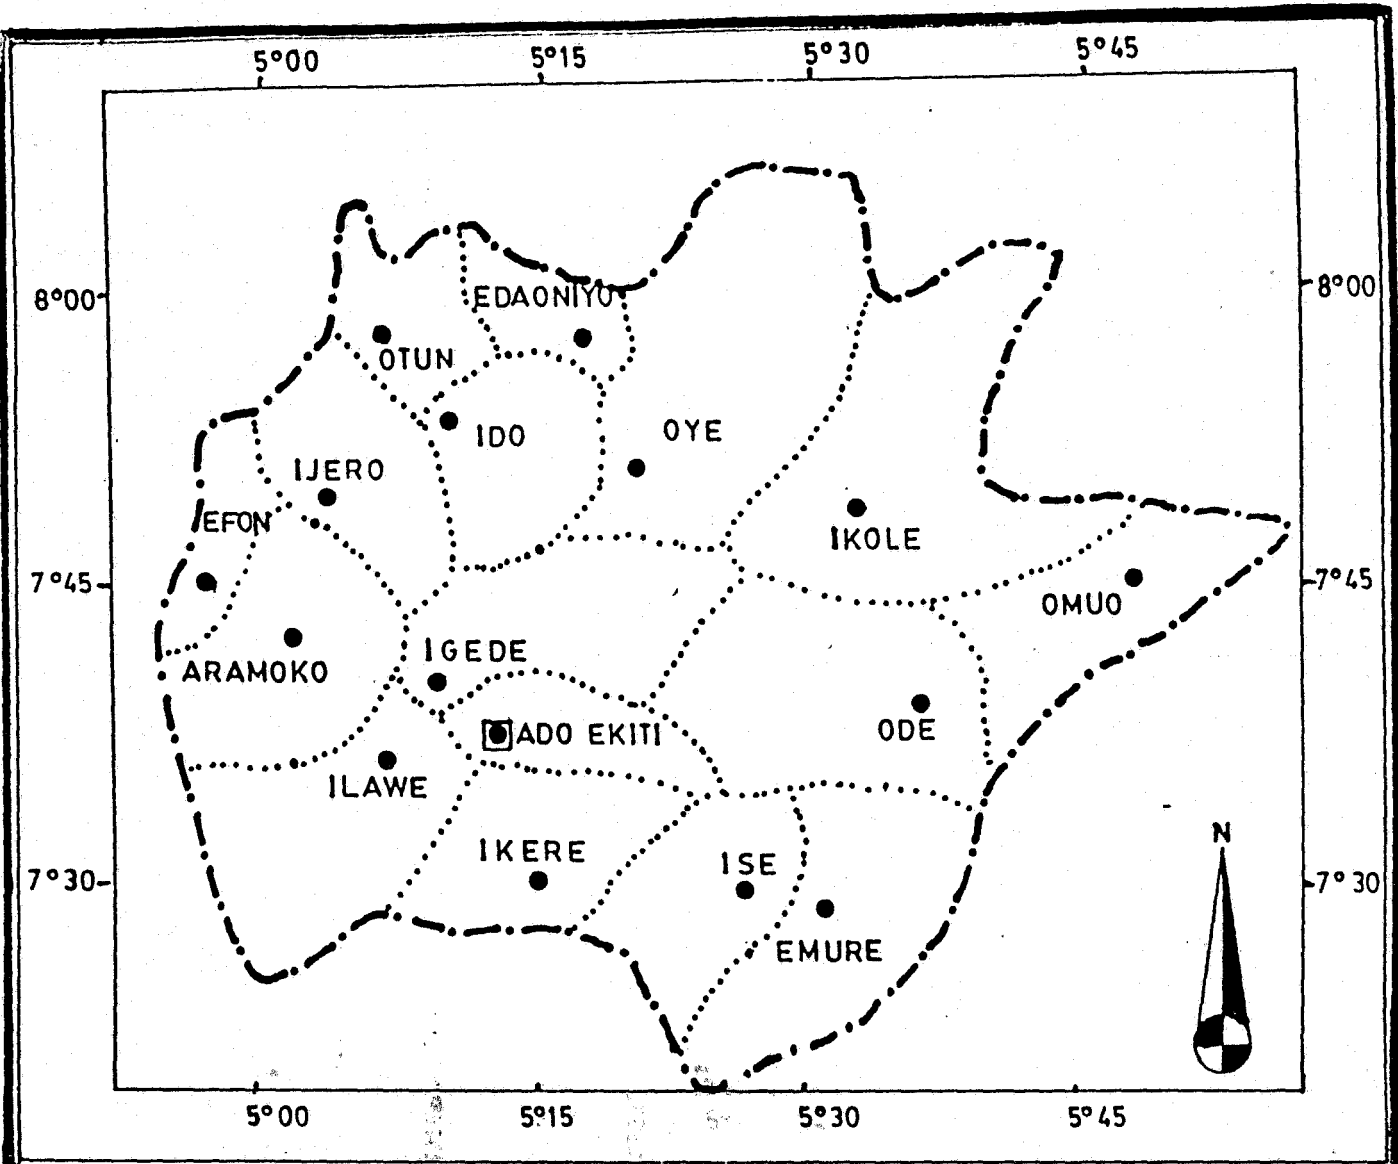 5°00 5°15 5°30 5°45
8°00 EDAONIYO 8°00
OTUN
IDO OYE
IJERO
EFON
IKOLE
7°45 7°45
OMUO
IGEDE
ARAMOKO
ADO EKITI ODE
ILAWE
N
IKERE ISE
7°30 7°30
EMURE
5°00 5°15 5°30 5°45